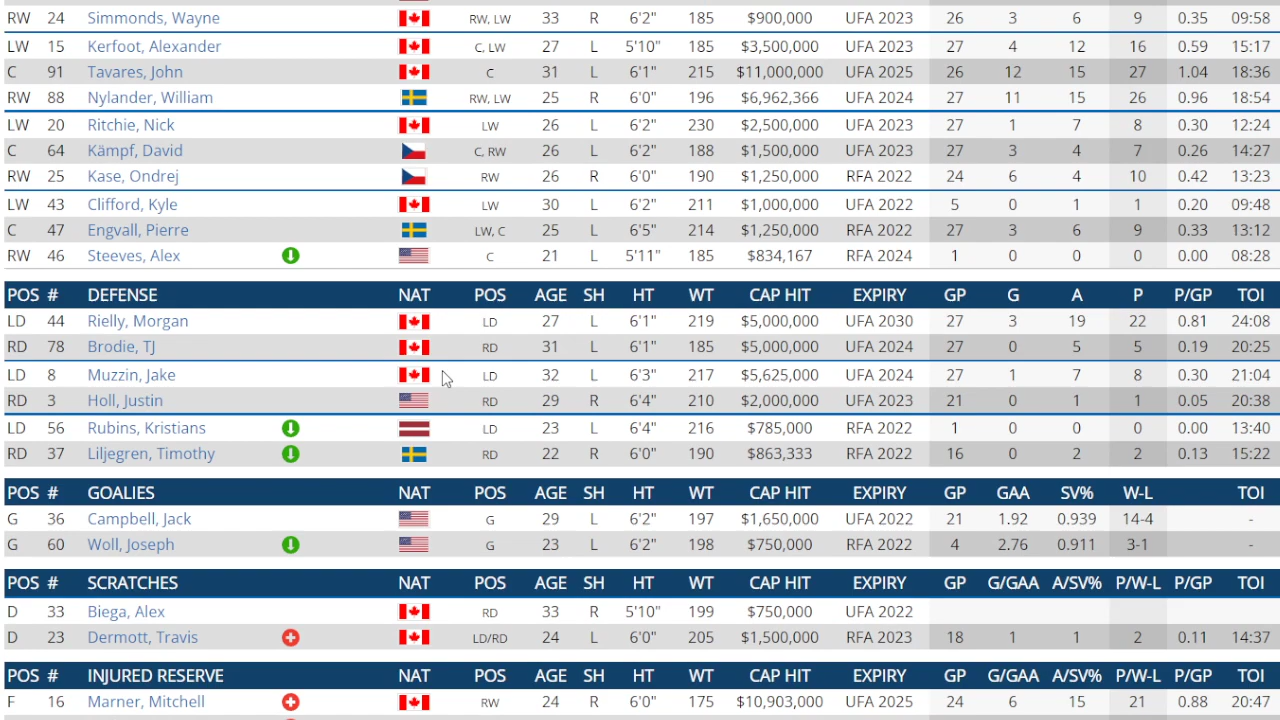 RW 24 Simmonds, Wayne RW, LW 33 R 6'2" 185 $900,000 UFA 2023 26 3 6 9 0.35 09:58
LW 15 Kerfoot, Alexander C, LW 27 L 5'10" 185 $3,500,000 UFA 2023 27 4 12 16 0.59 15:17
C 91 Tavares, John C 31 L 6'1" 215 $11,000,000 UFA 2025 26 12 15 27 1.04 18:36
RW 88 Nylander, William RW, LW 25 R 6'0" 196 $6,962,366 UFA 2024 27 11 15 26 0.96 18:54
LW 20 Ritchie, Nick LW 26 L 6'2" 230 $2,500,000 UFA 2023 27 1 7 8 0.30 12:24
C 64 Kämpf, David C, RW 26 L 6'2" 188 $1,500,000 UFA 2023 27 3 4 7 0.26 14:27
RW 25 Kase, Ondrej RW 26 R 6'0" 190 $1,250,000 RFA 2022 24 6 4 10 0.42 13:23
LW 43 Clifford, Kyle LW 30 L 6'2" 211 $1,000,000 UFA 2022 5 0 1 1 0.20 09:48
C 47 Engvall, Pierre LW, C 25 L 6'5" 214 $1,250,000 RFA 2022 27 3 6 9 0.33 13:12
RW 46 Steeves, Alex C 21 L 5'11" 185 $834,167 RFA 2024 1 0 0 0 0.00 08:28
POS # DEFENSE NAT POS AGE SH HT WT CAP HIT EXPIRY GP G A P P/GP TOI
LD 44 Rielly, Morgan LD 27 L 6'1" 219 $5,000,000 UFA 2030 27 3 19 22 0.81 24:08
RD 78 Brodie, TJ RD 31 L 6'1" 185 $5,000,000 UFA 2024 27 0 5 5 0.19 20:25
LD 8 Muzzin, Jake LD 32 L 6'3" 217 $5,625,000 UFA 2024 27 1 7 8 0.30 21:04
RD 3 Holl, Justin RD 29 R 6'4" 210 $2,000,000 UFA 2023 21 0 1 1 0.05 20:33
LD 56 Rubins, Kristians LD 23 L 6'4" 216 $785,000 RFA 2022 1 0 0 0 0.00 13:40
RD 37 Liljegren, Timothy RD 22 R 6'0" 190 $863,333 RFA 2022 16 0 2 2 0.13 15:22
POS # GOALIES NAT POS AGE SH HT WT CAP HIT EXPIRY GP GAA SV% W-L TOI
G 36 Campbell, Jack G 29 L 6'2" 197 $1,650,000 UFA 2022 21 1.92 0.939 14-4 -
G 60 Woll, Joseph G 23 L 6'2" 198 $750,000 RFA 2022 4 2.76 0.911 3-1 -
POS # SCRATCHES NAT POS AGE SH HT WT CAP HIT EXPIRY GP G/GAA A/SV% P/W-L P/GP TOI
D 33 Biega, Alex RD 33 R 5'10" 199 $750,000 UFA 2022
D 23 Dermott, Travis LD/RD 24 L 6'0" 205 $1,500,000 RFA 2023 18 1 1 2 0.11 14:37
POS # INJURED RESERVE NAT POS AGE SH HT WT CAP HIT EXPIRY GP G/GAA A/SV% P/W-L P/GP TOI
F 16 Marner, Mitchell RW 24 R 6'0" 175 $10,903,000 UFA 2025 24 6 15 21 0.88 20:47